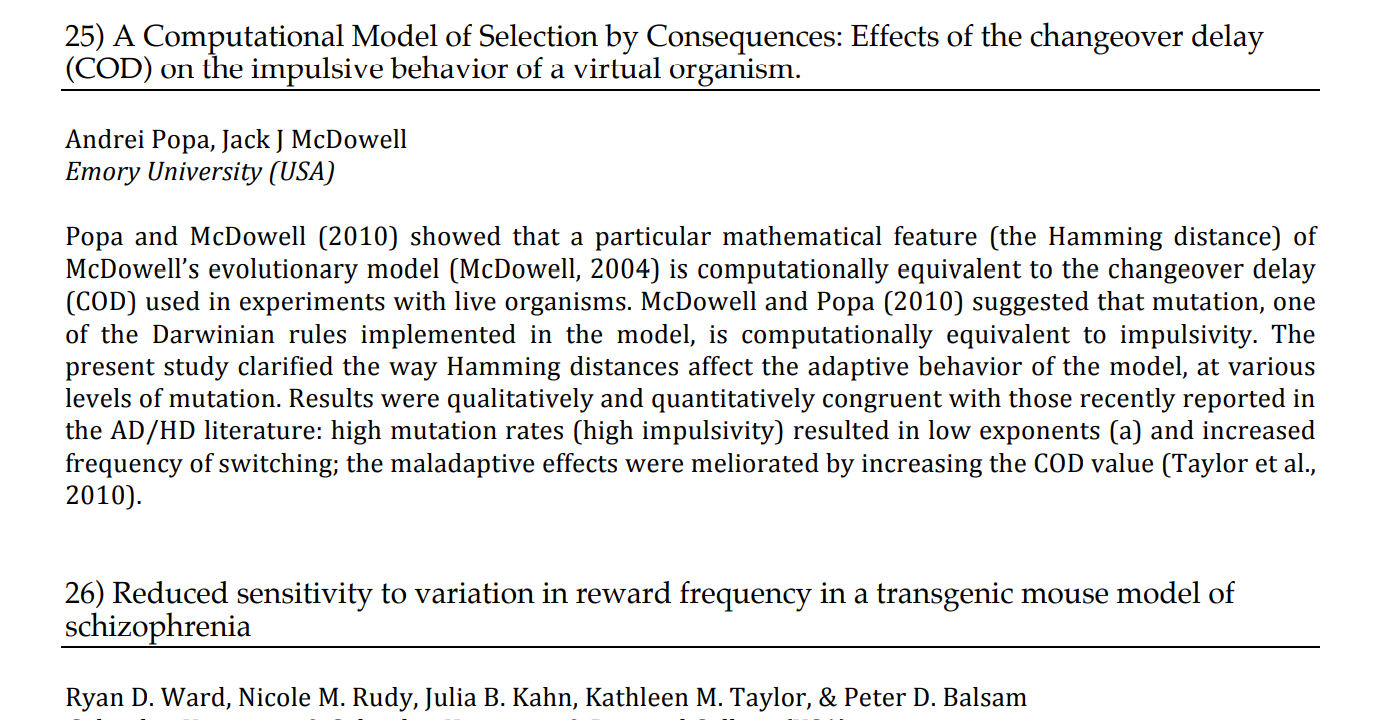 25) A Computational Model of Selection by Consequences: Effects of the changeover delay
(COD) on the impulsive behavior of a virtual organism.
Andrei Popa, Jack J McDowell
Emory University (USA)
Popa and McDowell (2010) showed that a particular mathematical feature (the Hamming distance) of
McDowell’s evolutionary model (McDowell, 2004) is computationally equivalent to the changeover delay
(COD) used in experiments with live organisms. McDowell and Popa (2010) suggested that mutation, one
of the Darwinian rules implemented in the model, is computationally equivalent to impulsivity. The
present study clarified the way Hamming distances affect the adaptive behavior of the model, at various
levels of mutation. Results were qualitatively and quantitatively congruent with those recently reported in
the AD/HD literature: high mutation rates (high impulsivity) resulted in low exponents (a) and increased
frequency of switching; the maladaptive effects were meliorated by increasing the COD value (Taylor et al.,
2010).
26) Reduced sensitivity to variation in reward frequency in a transgenic mouse model of
schizophrenia
Ryan D. Ward, Nicole M. Rudy, Julia B. Kahn, Kathleen M. Taylor, & Peter D. Balsam